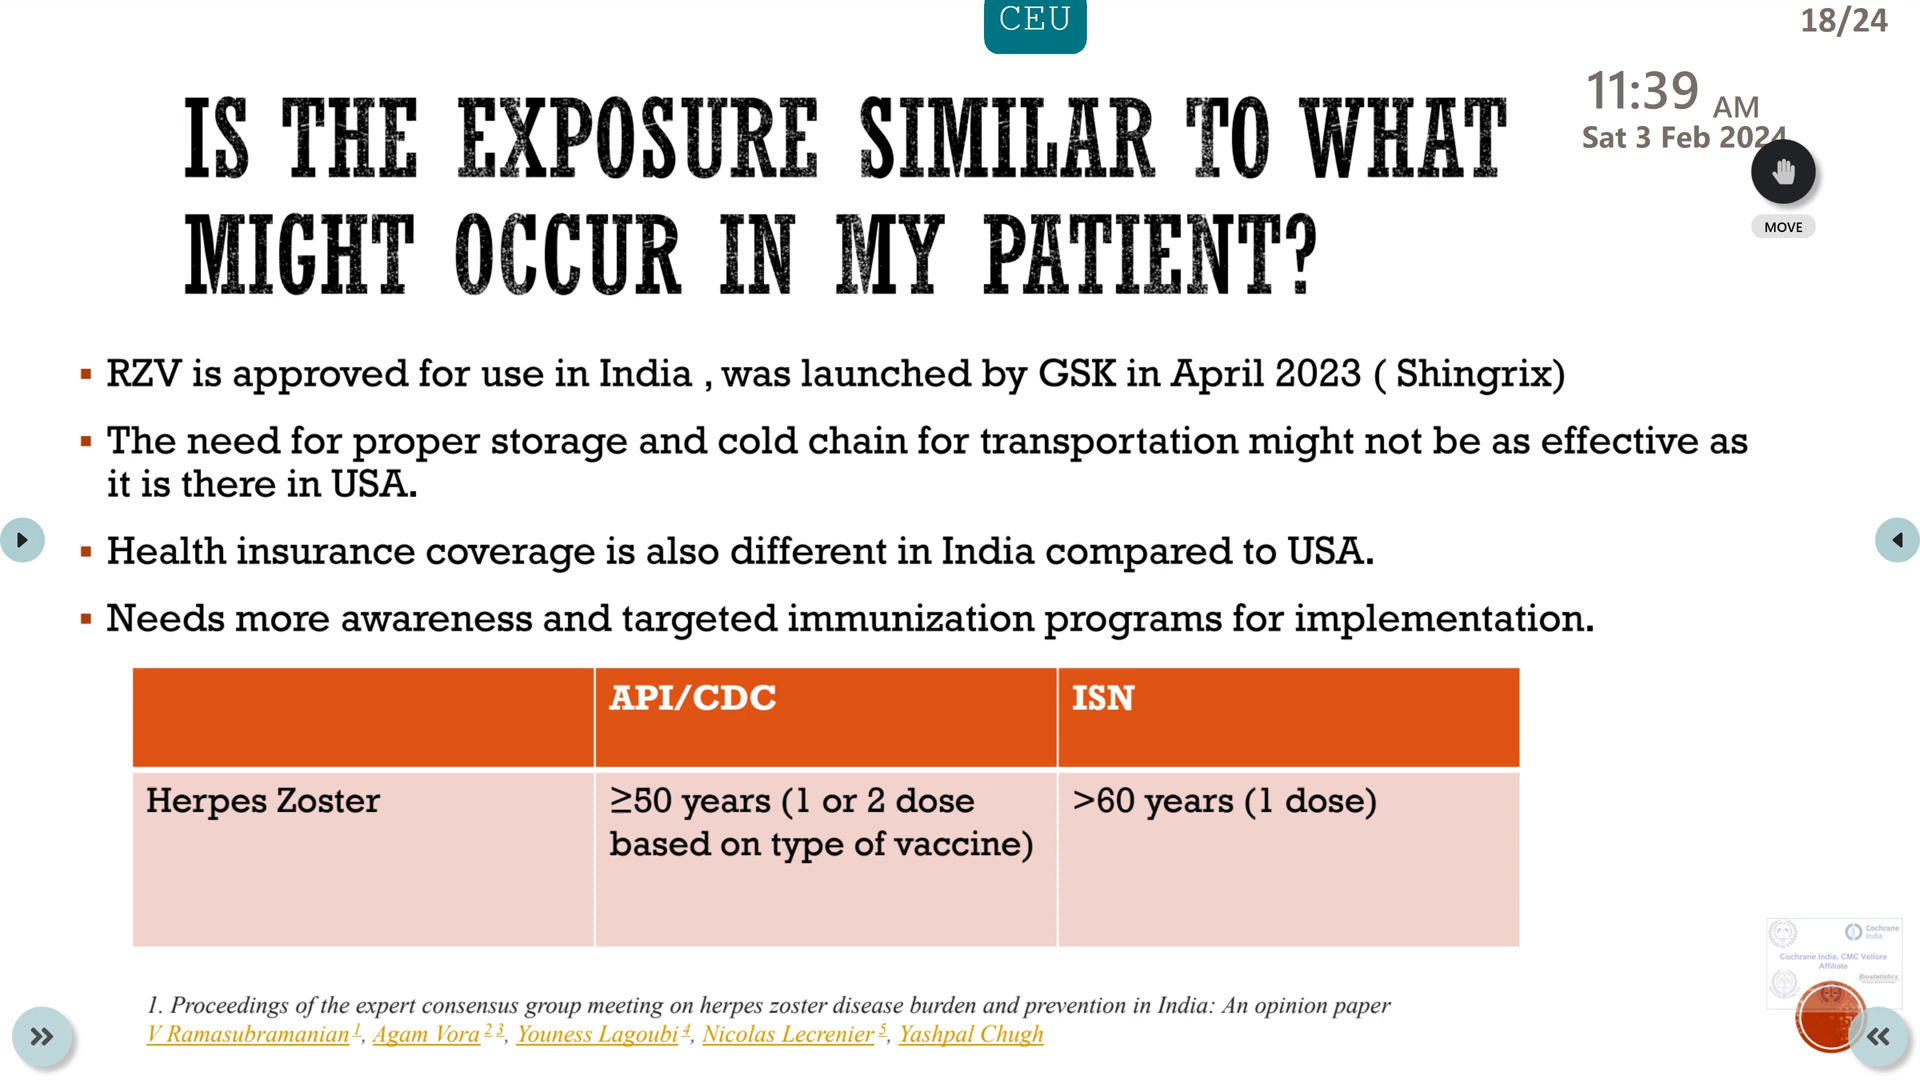 CEU
18/24
11:39 AM
Sat 3 Feb 2024
MOVE
IS THE EXPOSURE SIMILAR TO WHAT
MIGHT OCCUR IN MY PATIENT?
▪ RZV is approved for use in India , was launched by GSK in April 2023 ( Shingrix)
▪ The need for proper storage and cold chain for transportation might not be as effective as
it is there in USA.
▪ Health insurance coverage is also different in India compared to USA.
▪ Needs more awareness and targeted immunization programs for implementation.
API/CDC ISN
Herpes Zoster ≥50 years (1 or 2 dose >60 years (1 dose)
based on type of vaccine)
Cochrane
India
Cochrane India, CMC Vellore
Affiliate
Biostatistics
1. Proceedings of the expert consensus group meeting on herpes zoster disease burden and prevention in India: An opinion paper
V Ramasubramanian 1, Agam Vora 2 3, Youness Lagoubi 4, Nicolas Lecrenier 5, Yashpal Chugh